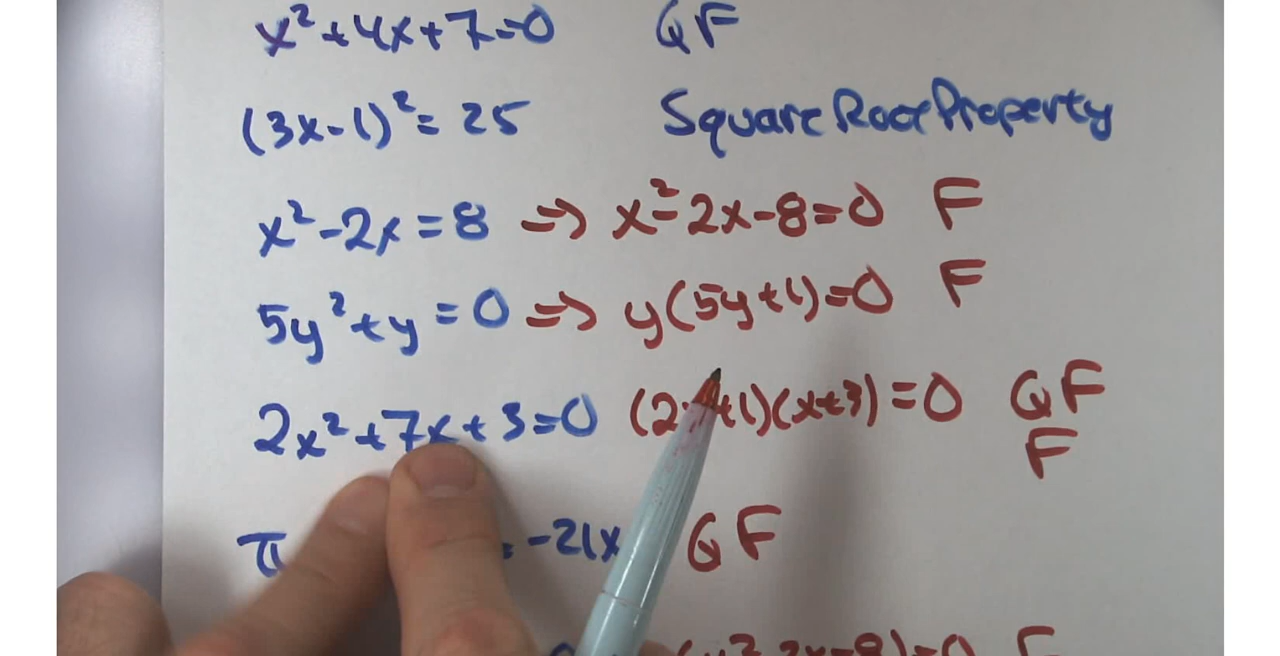 x²+4x+7=0 QF
(3x-1)²=25 Square Root Property
x²-2x=8 => x²-2x-8=0 F
5y²+y=0 => y(5y+1)=0 F
2x²+7x+3=0 (2x+1)(x+3)=0 QF
F
π = -21x QF